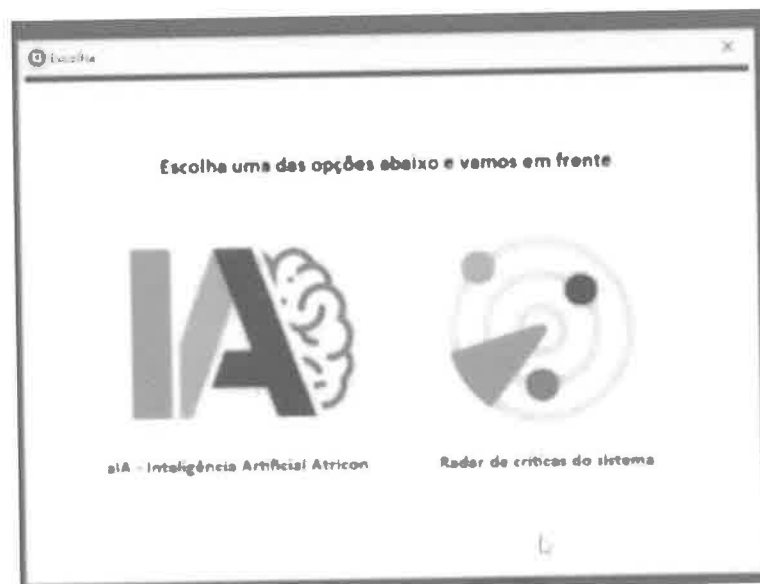 Escolha
Escolha uma das opções abaixo e vamos em frente
IA
aIA - Inteligência Artificial Atricon
Radar de críticas do sistema